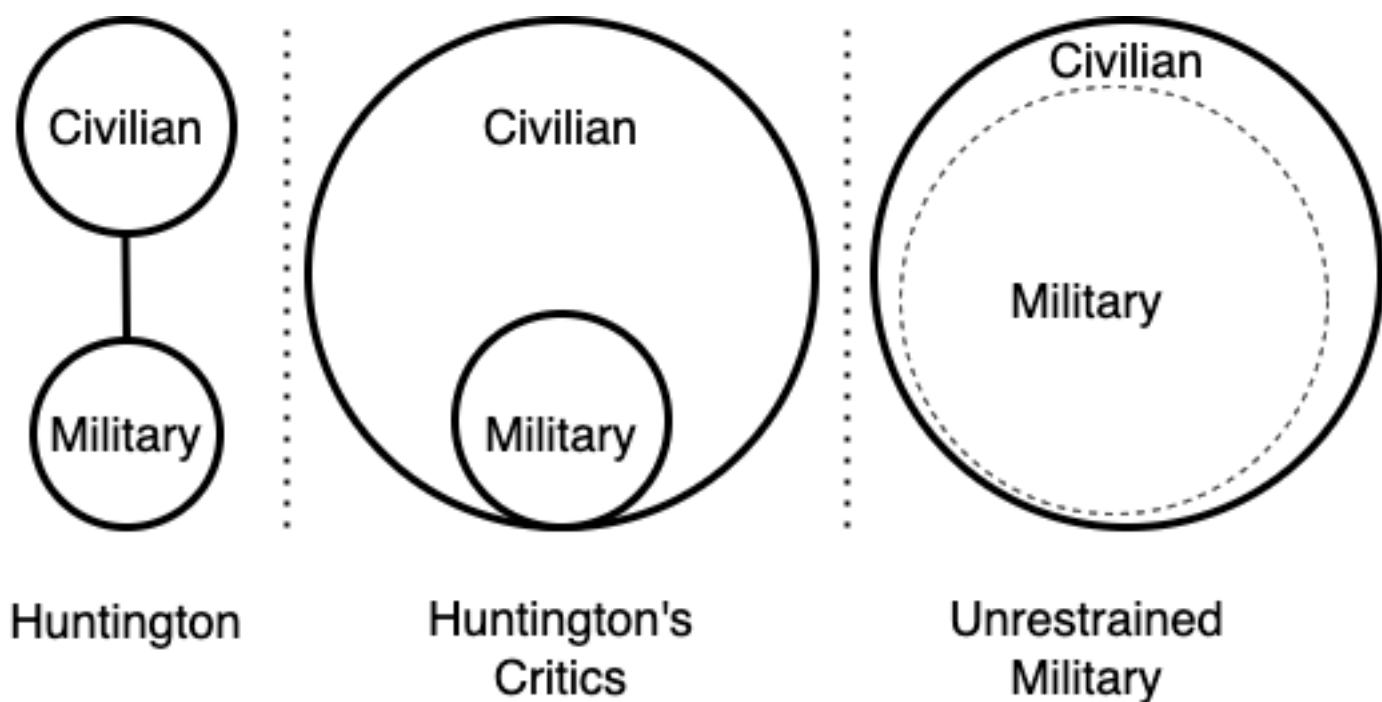 Civilian
Military
Huntington
Civilian
Military
Huntington's
Critics
Civilian
Military
Unrestrained
Military